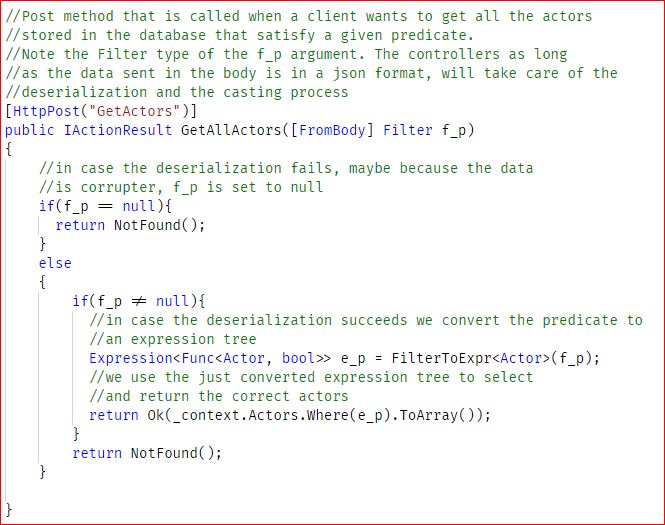 //Post method that is called when a client wants to get all the actors
//stored in the database that satisfy a given predicate.
//Note the Filter type of the f_p argument. The controllers as long
//as the data sent in the body is in a json format, will take care of the
//deserialization and the casting process
[HttpPost("GetActors")]
public IActionResult GetAllActors([FromBody] Filter f_p)
{
    //in case the deserialization fails, maybe because the data
    //is corrupter, f_p is set to null
    if(f_p == null){
      return NotFound();
    }
    else
    {
        if(f_p ≠ null){
          //in case the deserialization succeeds we convert the predicate to
          //an expression tree
          Expression<Func<Actor, bool>> e_p = FilterToExpr<Actor>(f_p);
          //we use the just converted expression tree to select
          //and return the correct actors
          return Ok(_context.Actors.Where(e_p).ToArray());
        }
        return NotFound();
    }
}